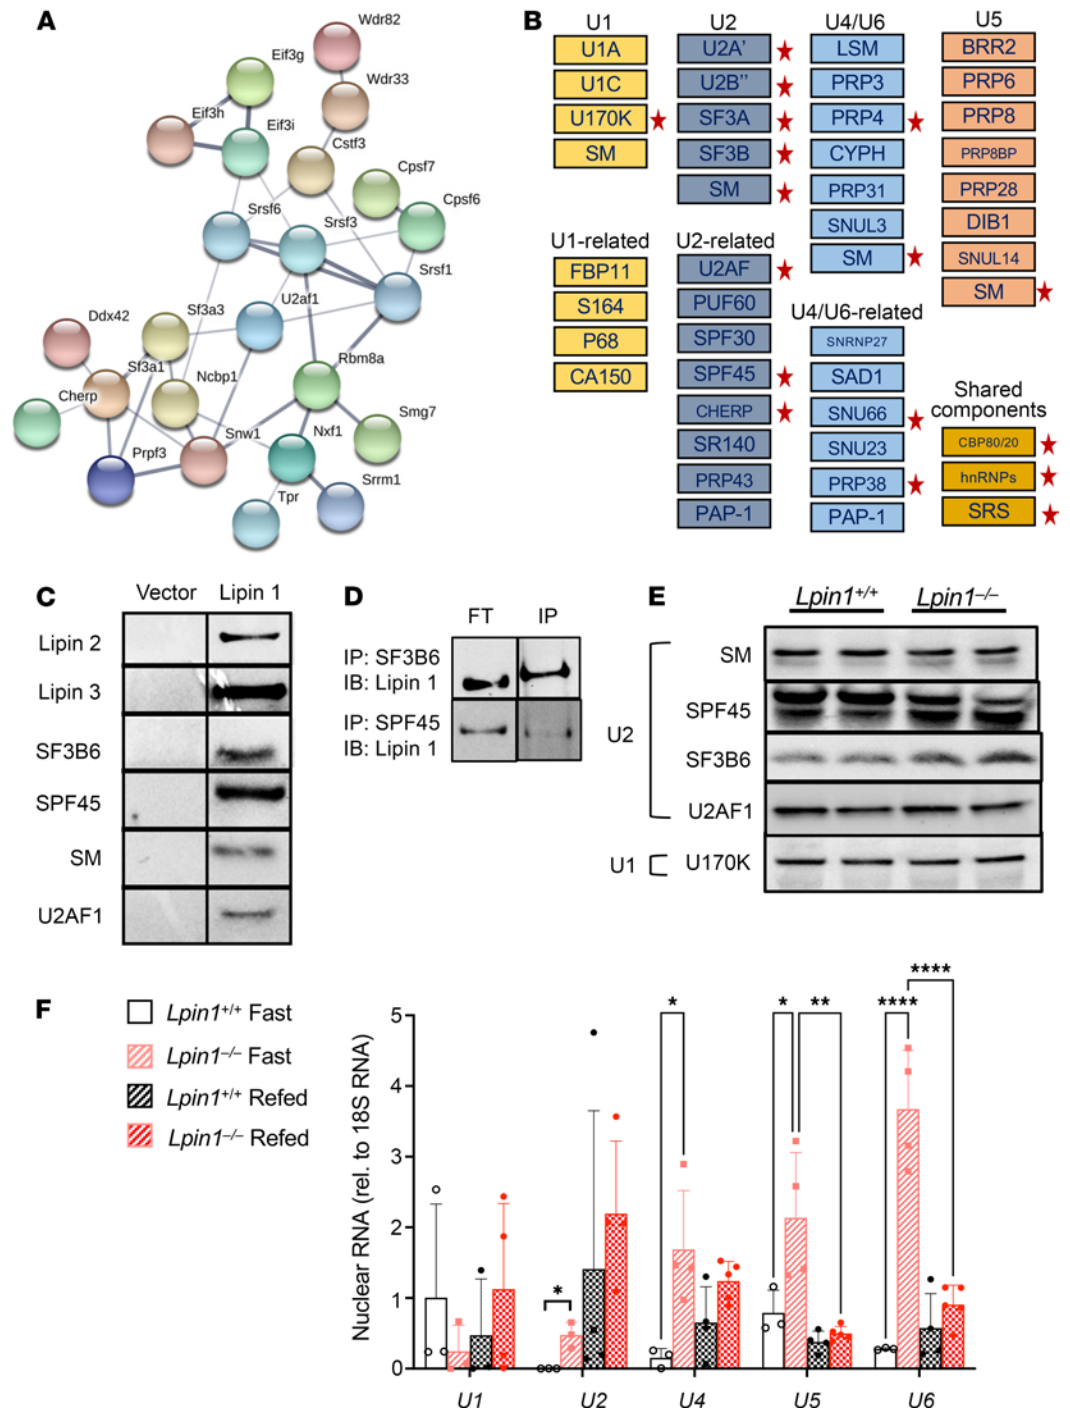 A
Wdr82
Eif3g
Wdr33
Eif3h
Eif3i
Cstf3
Cpsf7
Cpsf6
Srsf6
Srsf3
Srsf1
U2af1
Ddx42
Sf3a3
Rbm8a
Sf3a1
Ncbp1
Cherp
Smg7
Snw1
Nxf1
Prpf3
Srrm1
Tpr
B
U1
U1A
U1C
U170K
SM
U2
U2A'
U2B"
SF3A
SF3B
SM
U4/U6
LSM
PRP3
PRP4
CYPH
PRP31
SNUL3
SM
U5
BRR2
PRP6
PRP8
PRP8BP
PRP28
DIB1
SNUL14
SM
U1-related
FBP11
S164
P68
CA150
U2-related
U2AF
PUF60
SPF30
SPF45
CHERP
SR140
PRP43
PAP-1
U4/U6-related
SNRNP27
SAD1
SNU66
SNU23
PRP38
PAP-1
Shared
components
CBP80/20
hnRNPs
SRS
C
Vector Lipin 1
Lipin 2
Lipin 3
SF3B6
SPF45
SM
U2AF1
D
FT IP
IP: SF3B6
IB: Lipin 1
IP: SPF45
IB: Lipin 1
E
Lpin1+/+ Lpin1–/–
SM
SPF45
U2
SF3B6
U2AF1
U1 U170K
F
Lpin1+/+ Fast
Lpin1–/– Fast
Lpin1+/+ Refed
Lpin1–/– Refed
Nuclear RNA (rel. to 18S RNA)
5
4
3
2
1
0
*
*
*
**
****
****
U1 U2 U4 U5 U6